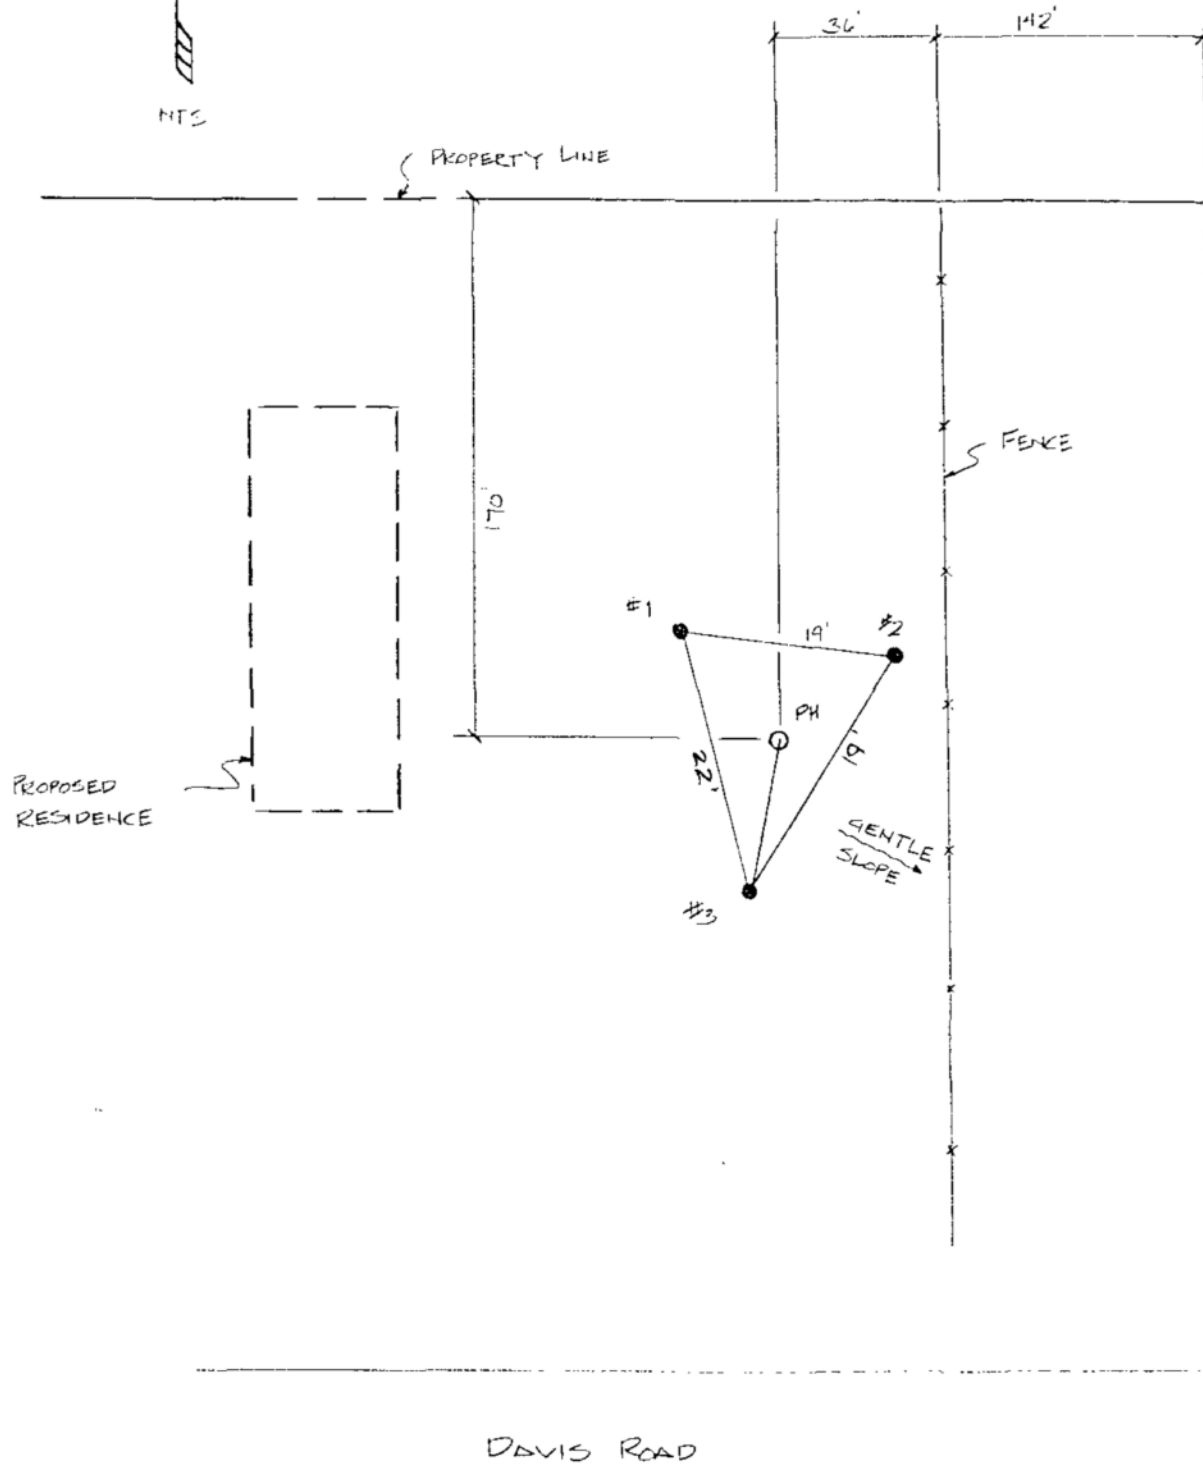 36'
142'
NTS
PROPERTY LINE
FENCE
170'
#1
19'
#2
PH
22'
19'
PROPOSED
RESIDENCE
GENTLE
SLOPE
#3
DAVIS ROAD